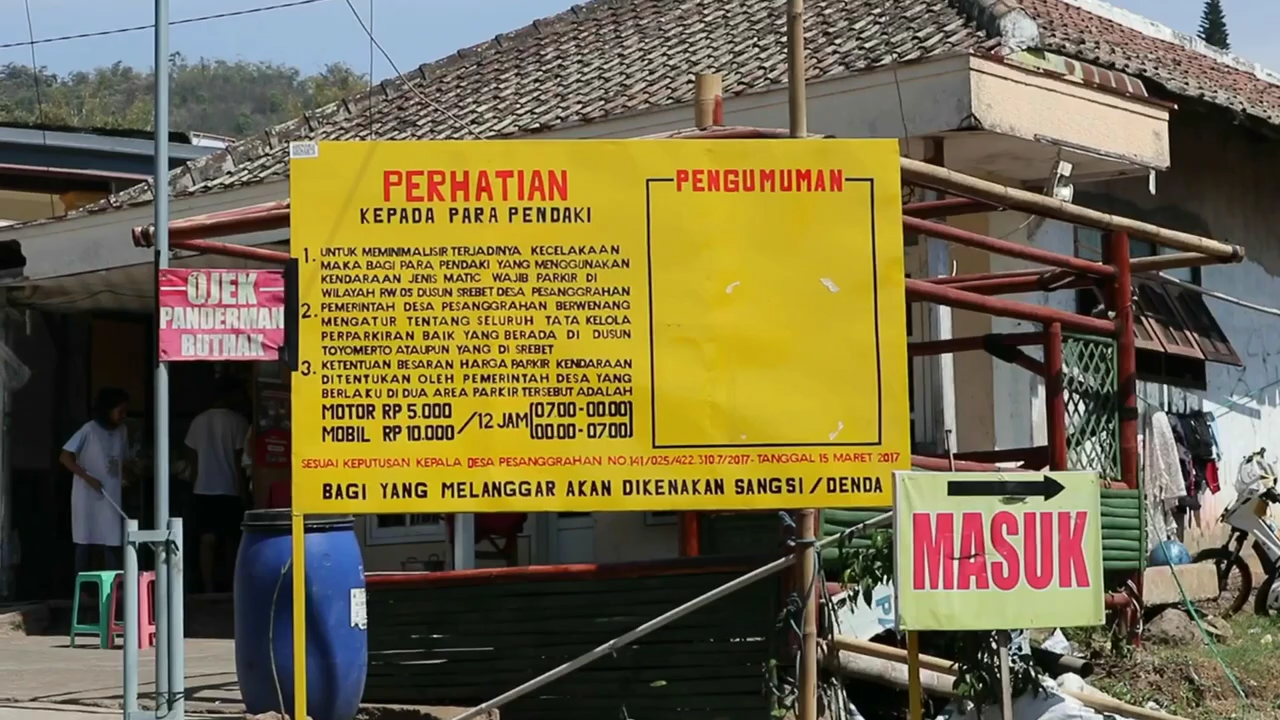 PERHATIAN
KEPADA PARA PENDAKI
1. UNTUK MEMINIMALISIR TERJADINYA KECELAKAAN
MAKA BAGI PARA PENDAKI YANG MENGGUNAKAN
KENDARAAN JENIS MATIC WAJIB PARKIR DI
WILAYAH RW.05 DUSUN SREBET DESA PESANGGRAHAN
2. PEMERINTAH DESA PESANGGRAHAN BERWENANG
MENGATUR TENTANG SELURUH TATA KELOLA
PERPARKIRAN BAIK YANG BERADA DI DUSUN
TOYOMERTO ATAUPUN YANG DI SREBET
3. KETENTUAN BESARAN HARGA PARKIR KENDARAAN
DITENTUKAN OLEH PEMERINTAH DESA YANG
BERLAKU DI DUA AREA PARKIR TERSEBUT ADALAH
MOTOR RP 5.000
MOBIL RP 10.000
/12 JAM
(07.00-00.00)
(00.00-07.00)
SESUAI KEPUTUSAN KEPALA DESA PESANGGRAHAN NO.141/025/422.310.7/2017- TANGGAL 15 MARET 2017
BAGI YANG MELANGGAR AKAN DIKENAKAN SANGSI/DENDA
PENGUMUMAN
OJEK
PANDERMAN
BUTHAK
MASUK